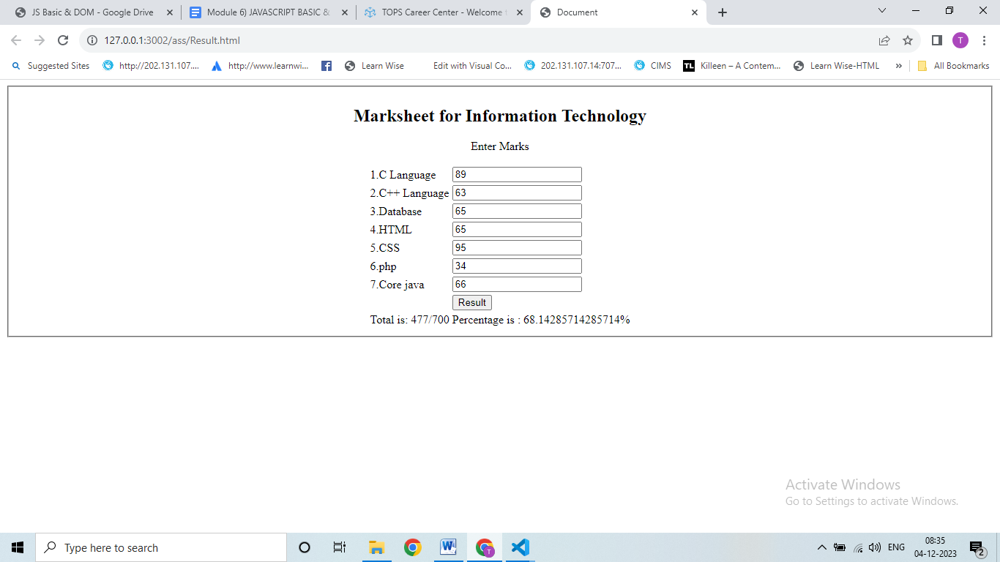 JS Basic & DOM - Google Drive
Module 6) JAVASCRIPT BASIC &
TOPS Career Center - Welcome
Document
127.0.0.1:3002/ass/Result.html
T
Suggested Sites
http://202.131.107....
http://www.learnwi...
Learn Wise
Edit with Visual Co...
202.131.107.14:707...
CIMS
TL
Killeen – A Contem...
Learn Wise-HTML
»
All Bookmarks
Marksheet for Information Technology
Enter Marks
1.C Language 89
2.C++ Language 63
3.Database 65
4.HTML 65
5.CSS 95
6.php 34
7.Core java 66
Result
Total is: 477/700 Percentage is : 68.14285714285714%
Activate Windows
Go to Settings to activate Windows.
Type here to search
W
T
ENG
08:35
04-12-2023
2